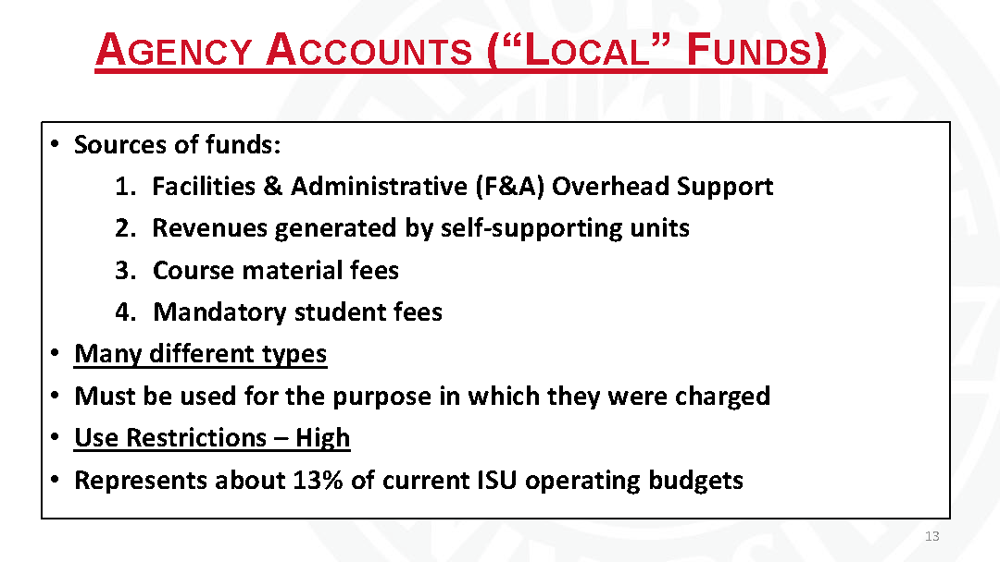 AGENCY ACCOUNTS (“LOCAL” FUNDS)
• Sources of funds:
1. Facilities & Administrative (F&A) Overhead Support
2. Revenues generated by self-supporting units
3. Course material fees
4. Mandatory student fees
• Many different types
• Must be used for the purpose in which they were charged
• Use Restrictions – High
• Represents about 13% of current ISU operating budgets
13